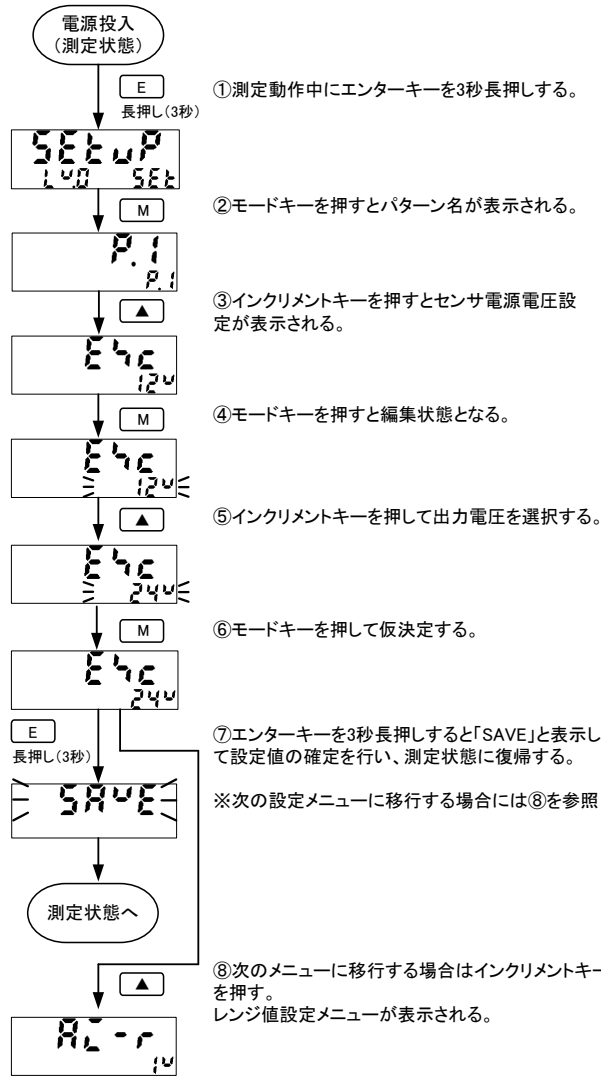 電源投入
(測定状態)
E
長押し(3秒)
①測定動作中にエンターキーを3秒長押しする。
SEtuP
Lv.0 SEt
M
②モードキーを押すとパターン名が表示される。
P.1
P.1
▲
③インクリメントキーを押すとセンサ電源電圧設
定が表示される。
12v
M
④モードキーを押すと編集状態となる。
12v
▲
⑤インクリメントキーを押して出力電圧を選択する。
24v
M
⑥モードキーを押して仮決定する。
24v
E
長押し(3秒)
⑦エンターキーを3秒長押しすると「SAVE」と表示し
て設定値の確定を行い、測定状態に復帰する。
SAvE
※次の設定メニューに移行する場合には⑧を参照
測定状態へ
▲
⑧次のメニューに移行する場合はインクリメントキー
を押す。
レンジ値設定メニューが表示される。
Ai-r
1v